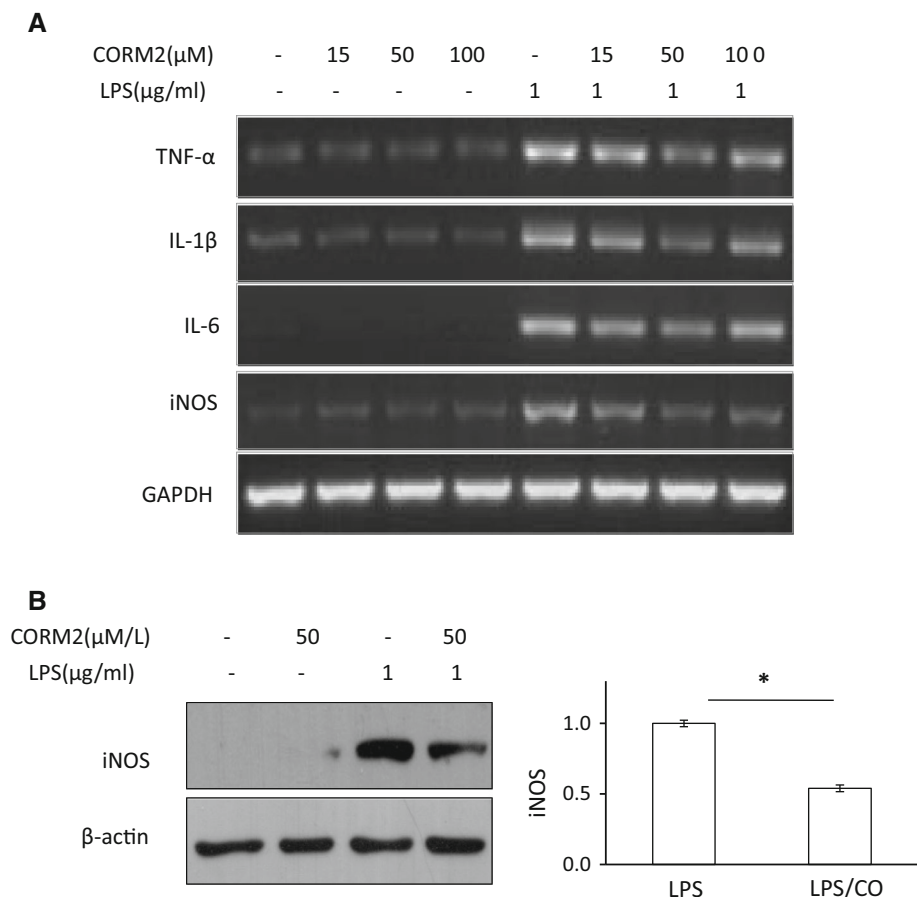 A
CORM2(μM) - 15 50 100 - 15 50 10 0
LPS(μg/ml) - - - - 1 1 1 1
TNF-α
IL-1β
IL-6
iNOS
GAPDH
B
CORM2(μM/L) - 50 - 50
LPS(μg/ml) - - 1 1
iNOS
β-actin
*
iNOS
1.0
0.5
0.0
LPS LPS/CO